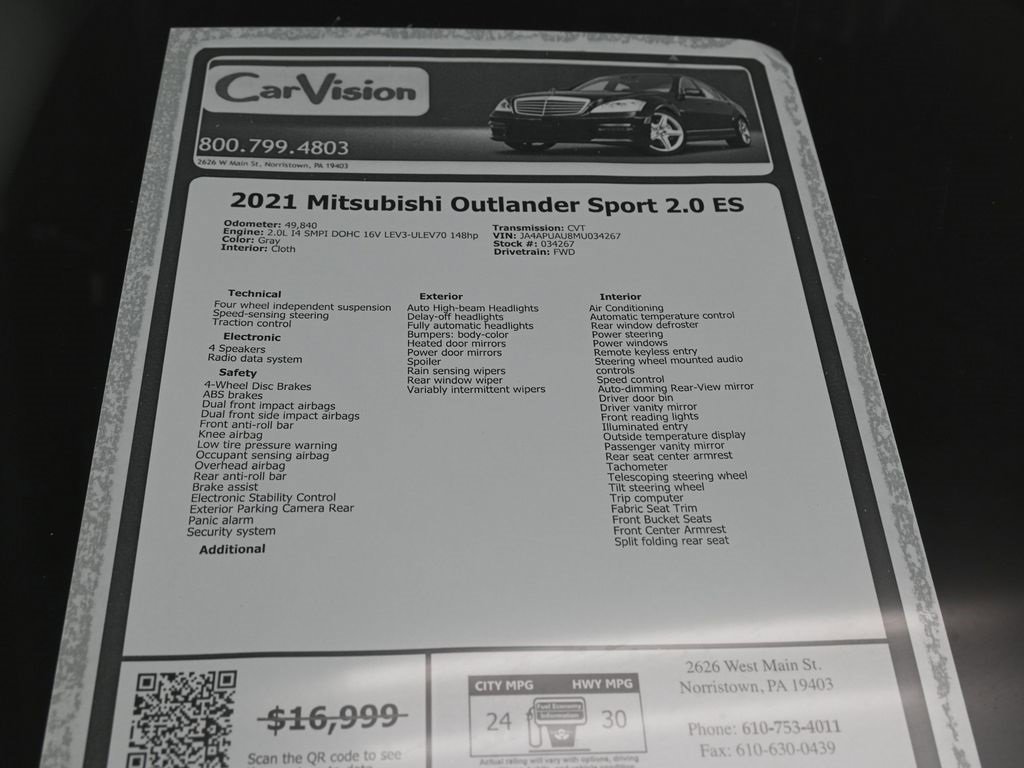 CarVision
800.799.4803
2626 W Main St, Norristown, PA 19403
2021 Mitsubishi Outlander Sport 2.0 ES
Odometer: 49,840
Engine: 2.0L I4 SMPI DOHC 16V LEV3-ULEV70 148hp
Color: Gray
Interior: Cloth
Transmission: CVT
VIN: JA4APUAU8MU034267
Stock #: 034267
Drivetrain: FWD
Technical
Four wheel independent suspension
Speed-sensing steering
Traction control
Electronic
4 Speakers
Radio data system
Safety
4-Wheel Disc Brakes
ABS brakes
Dual front impact airbags
Dual front side impact airbags
Front anti-roll bar
Knee airbag
Low tire pressure warning
Occupant sensing airbag
Overhead airbag
Rear anti-roll bar
Brake assist
Electronic Stability Control
Exterior Parking Camera Rear
Panic alarm
Security system
Additional
Exterior
Auto High-beam Headlights
Delay-off headlights
Fully automatic headlights
Bumpers: body-color
Heated door mirrors
Power door mirrors
Spoiler
Rain sensing wipers
Rear window wiper
Variably intermittent wipers
Interior
Air Conditioning
Automatic temperature control
Rear window defroster
Power steering
Power windows
Remote keyless entry
Steering wheel mounted audio
controls
Speed control
Auto-dimming Rear-View mirror
Driver door bin
Driver vanity mirror
Front reading lights
Illuminated entry
Outside temperature display
Passenger vanity mirror
Rear seat center armrest
Tachometer
Telescoping steering wheel
Tilt steering wheel
Trip computer
Fabric Seat Trim
Front Bucket Seats
Front Center Armrest
Split folding rear seat
$16,999
Scan the QR code to see
CITY MPG
HWY MPG
24
Fuel Economy
Information
30
Actual rating will vary with options, driving
2626 West Main St.
Norristown, PA 19403
Phone: 610-753-4011
Fax: 610-630-0439